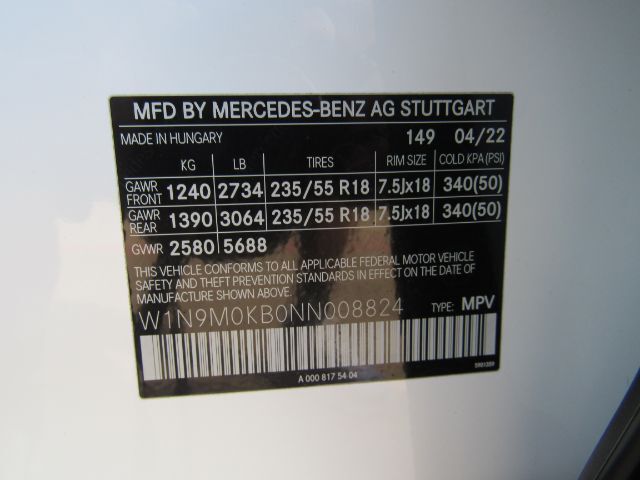 MFD BY MERCEDES-BENZ AG STUTTGART
MADE IN HUNGARY 149 04/22
KG LB TIRES RIM SIZE COLD KPA(PSI)
GAWR FRONT 1240 2734 235/55 R18 7.5Jx18 340(50)
GAWR REAR 1390 3064 235/55 R18 7.5Jx18 340(50)
GVWR 2580 5688
THIS VEHICLE CONFORMS TO ALL APPLICABLE FEDERAL MOTOR VEHICLE
SAFETY AND THEFT PREVENTION STANDARDS IN EFFECT ON THE DATE
OF MANUFACTURE SHOWN ABOVE.
W1N9M0KB0NN008824 TYPE: MPV
A 000 817 54 04